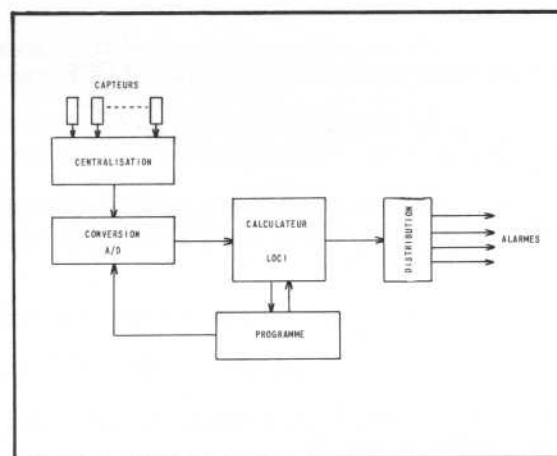 CAPTEURS
CENTRALISATION
CONVERSION
A/D
CALCULATEUR
LOCI
DISTRIBUTION
ALARMES
PROGRAMME